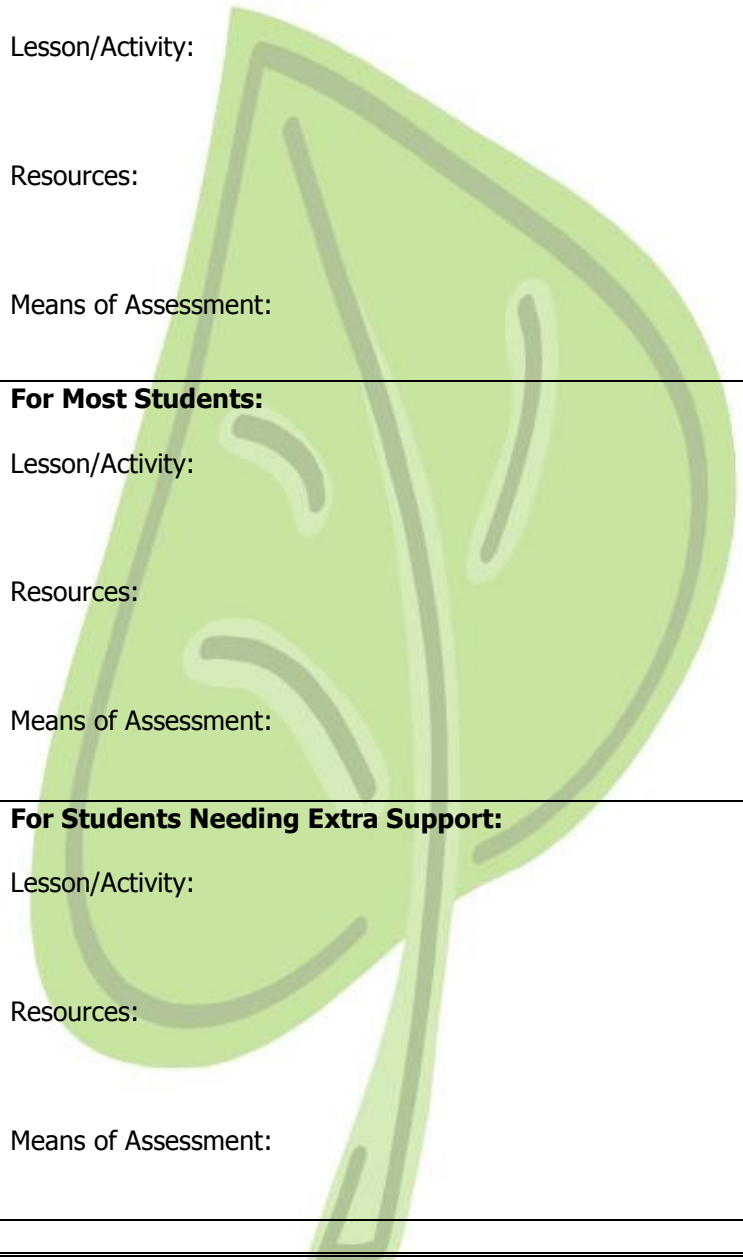 Lesson/Activity:
Resources:
Means of Assessment:
For Most Students:
Lesson/Activity:
Resources:
Means of Assessment:
For Students Needing Extra Support:
Lesson/Activity:
Resources:
Means of Assessment: